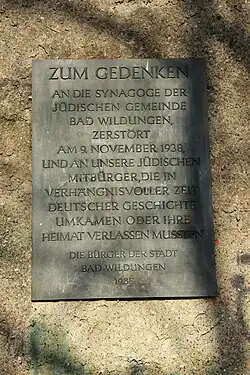 ZUM GEDENKEN
AN DIE SYNAGOGE DER
JÜDISCHEN GEMEINDE
BAD WILDUNGEN,
ZERSTÖRT
AM 9. NOVEMBER 1938,
UND AN UNSERE JÜDISCHEN
MITBÜRGER, DIE IN
VERHÄNGNISVOLLER ZEIT
DEUTSCHER GESCHICHTE
UMKAMEN ODER IHRE
HEIMAT VERLASSEN MUSSTEN
DIE BÜRGER DER STADT
BAD WILDUNGEN
1985